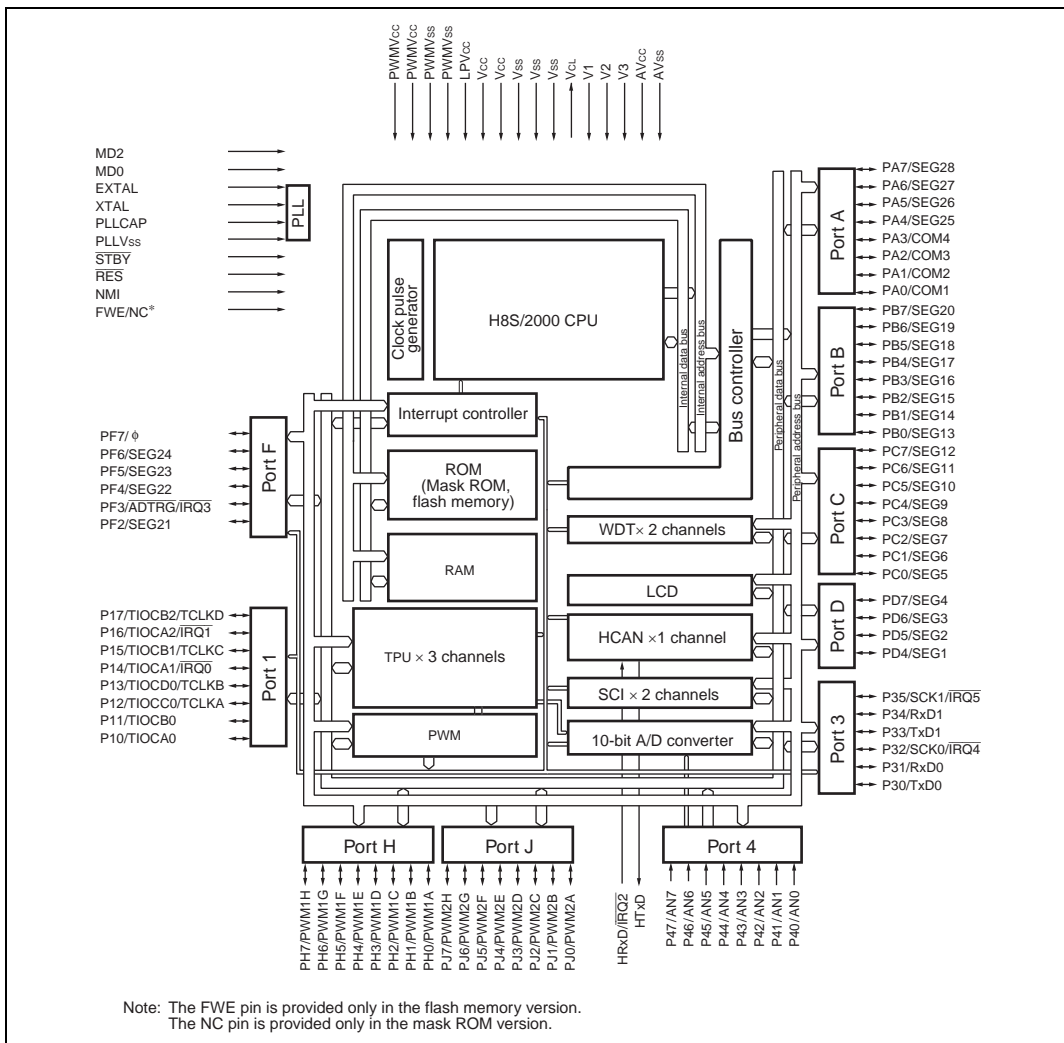 PWMVcc
PWMVcc
PWMVss
PWMVss
LPVcc
Vcc
Vcc
Vss
Vss
Vss
VCL
V1
V2
V3
AVcc
AVss
MD2
MD0
EXTAL
XTAL
PLLCAP
PLLVss
STBY
RES
NMI
FWE/NC*
PLL
Clock pulse
generator
H8S/2000 CPU
Internal data bus
Internal address bus
Bus controller
Peripheral data bus
Peripheral address bus
Interrupt controller
ROM
(Mask ROM,
flash memory)
RAM
TPU × 3 channels
PWM
WDT × 2 channels
LCD
HCAN ×1 channel
SCI × 2 channels
10-bit A/D converter
Port A
PA7/SEG28
PA6/SEG27
PA5/SEG26
PA4/SEG25
PA3/COM4
PA2/COM3
PA1/COM2
PA0/COM1
Port B
PB7/SEG20
PB6/SEG19
PB5/SEG18
PB4/SEG17
PB3/SEG16
PB2/SEG15
PB1/SEG14
PB0/SEG13
Port C
PC7/SEG12
PC6/SEG11
PC5/SEG10
PC4/SEG9
PC3/SEG8
PC2/SEG7
PC1/SEG6
PC0/SEG5
Port D
PD7/SEG4
PD6/SEG3
PD5/SEG2
PD4/SEG1
Port 3
P35/SCK1/IRQ5
P34/RxD1
P33/TxD1
P32/SCK0/IRQ4
P31/RxD0
P30/TxD0
PF7/ φ
PF6/SEG24
PF5/SEG23
PF4/SEG22
PF3/ADTRG/IRQ3
PF2/SEG21
Port F
P17/TIOCB2/TCLKD
P16/TIOCA2/IRQ1
P15/TIOCB1/TCLKC
P14/TIOCA1/IRQ0
P13/TIOCD0/TCLKB
P12/TIOCC0/TCLKA
P11/TIOCB0
P10/TIOCA0
Port 1
Port H
Port J
Port 4
PH7/PWM1H
PH6/PWM1G
PH5/PWM1F
PH4/PWM1E
PH3/PWM1D
PH2/PWM1C
PH1/PWM1B
PH0/PWM1A
PJ7/PWM2H
PJ6/PWM2G
PJ5/PWM2F
PJ4/PWM2E
PJ3/PWM2D
PJ2/PWM2C
PJ1/PWM2B
PJ0/PWM2A
HRxD/IRQ2
HTxD
P47/AN7
P46/AN6
P45/AN5
P44/AN4
P43/AN3
P42/AN2
P41/AN1
P40/AN0
Note: The FWE pin is provided only in the flash memory version.
The NC pin is provided only in the mask ROM version.